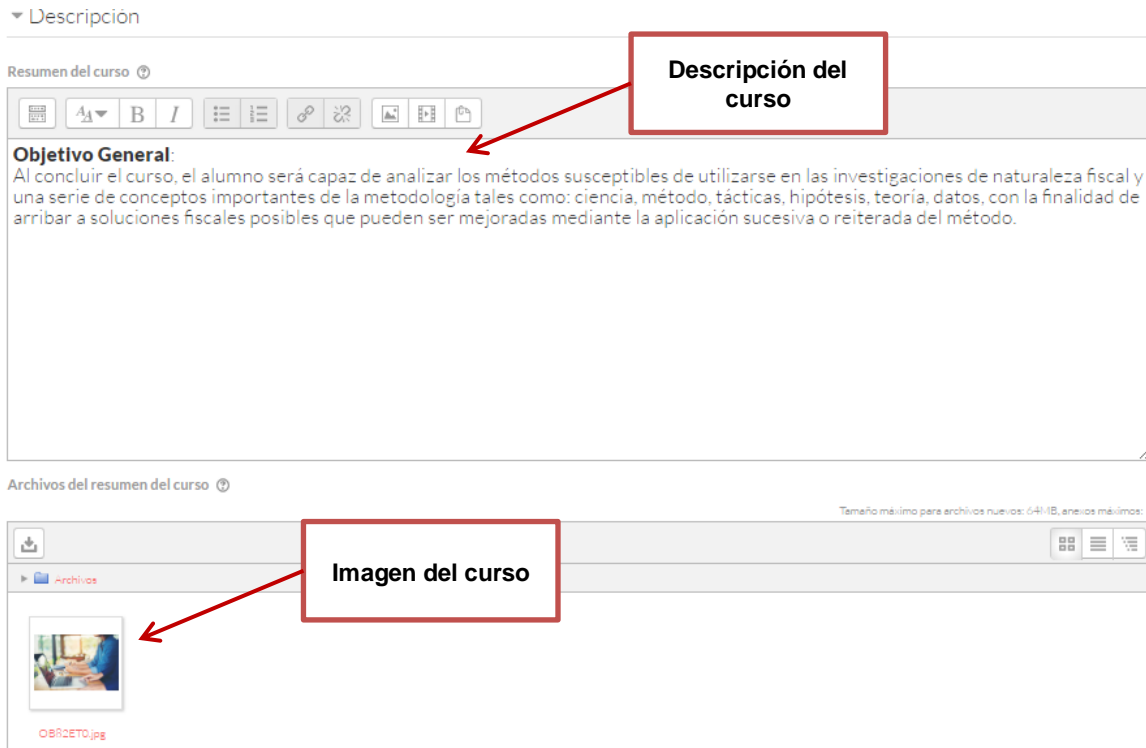 Descripción
Resumen del curso
Descripción del
curso
B I
Objetivo General:
Al concluir el curso, el alumno será capaz de analizar los métodos susceptibles de utilizarse en las investigaciones de naturaleza fiscal y
una serie de conceptos importantes de la metodología tales como: ciencia, método, tácticas, hipótesis, teoría, datos, con la finalidad de
arribar a soluciones fiscales posibles que pueden ser mejoradas mediante la aplicación sucesiva o reiterada del método.
Archivos del resumen del curso
Tamaño máximo para archivos nuevos: 64MB, anexos máximos:
Imagen del curso
Archivos
OB82ET0.jpg